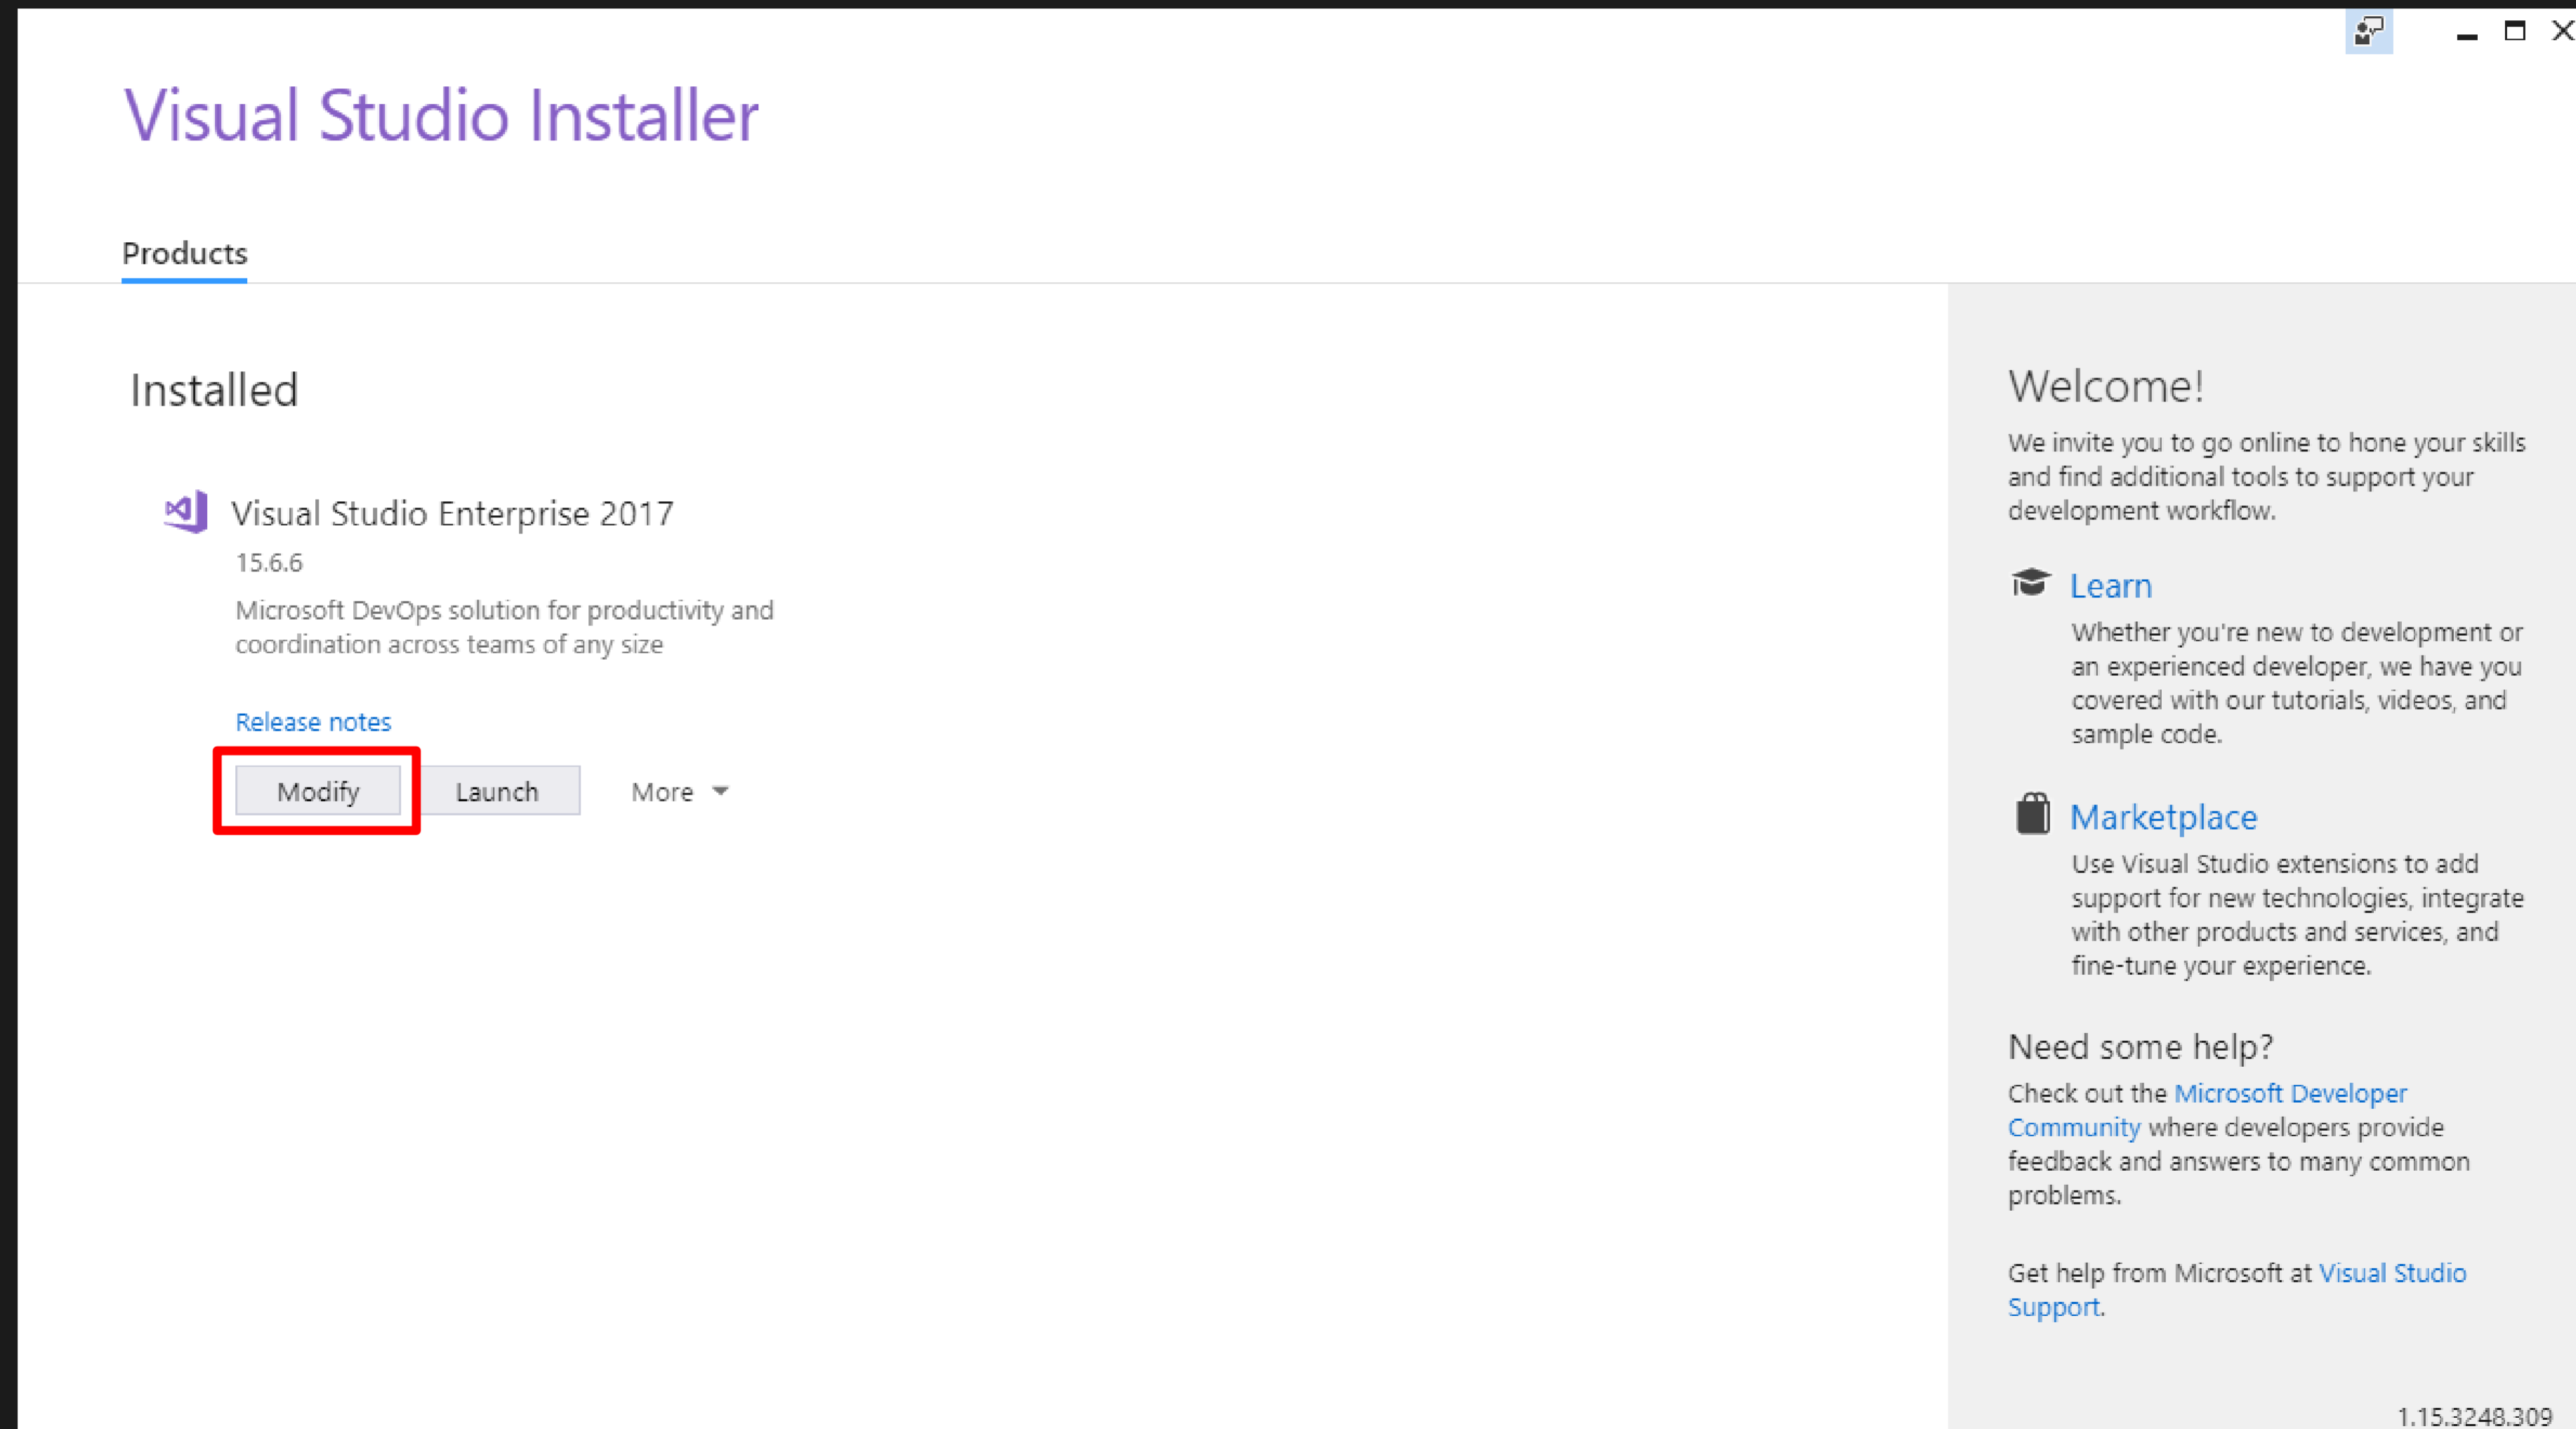 Visual Studio Installer
Products
Installed
Visual Studio Enterprise 2017
15.6.6
Microsoft DevOps solution for productivity and
coordination across teams of any size
Release notes
Modify
Launch
More
Welcome!
We invite you to go online to hone your skills
and find additional tools to support your
development workflow.
Learn
Whether you're new to development or
an experienced developer, we have you
covered with our tutorials, videos, and
sample code.
Marketplace
Use Visual Studio extensions to add
support for new technologies, integrate
with other products and services, and
fine-tune your experience.
Need some help?
Check out the Microsoft Developer
Community where developers provide
feedback and answers to many common
problems.
Get help from Microsoft at Visual Studio
Support.
1.15.3248.309